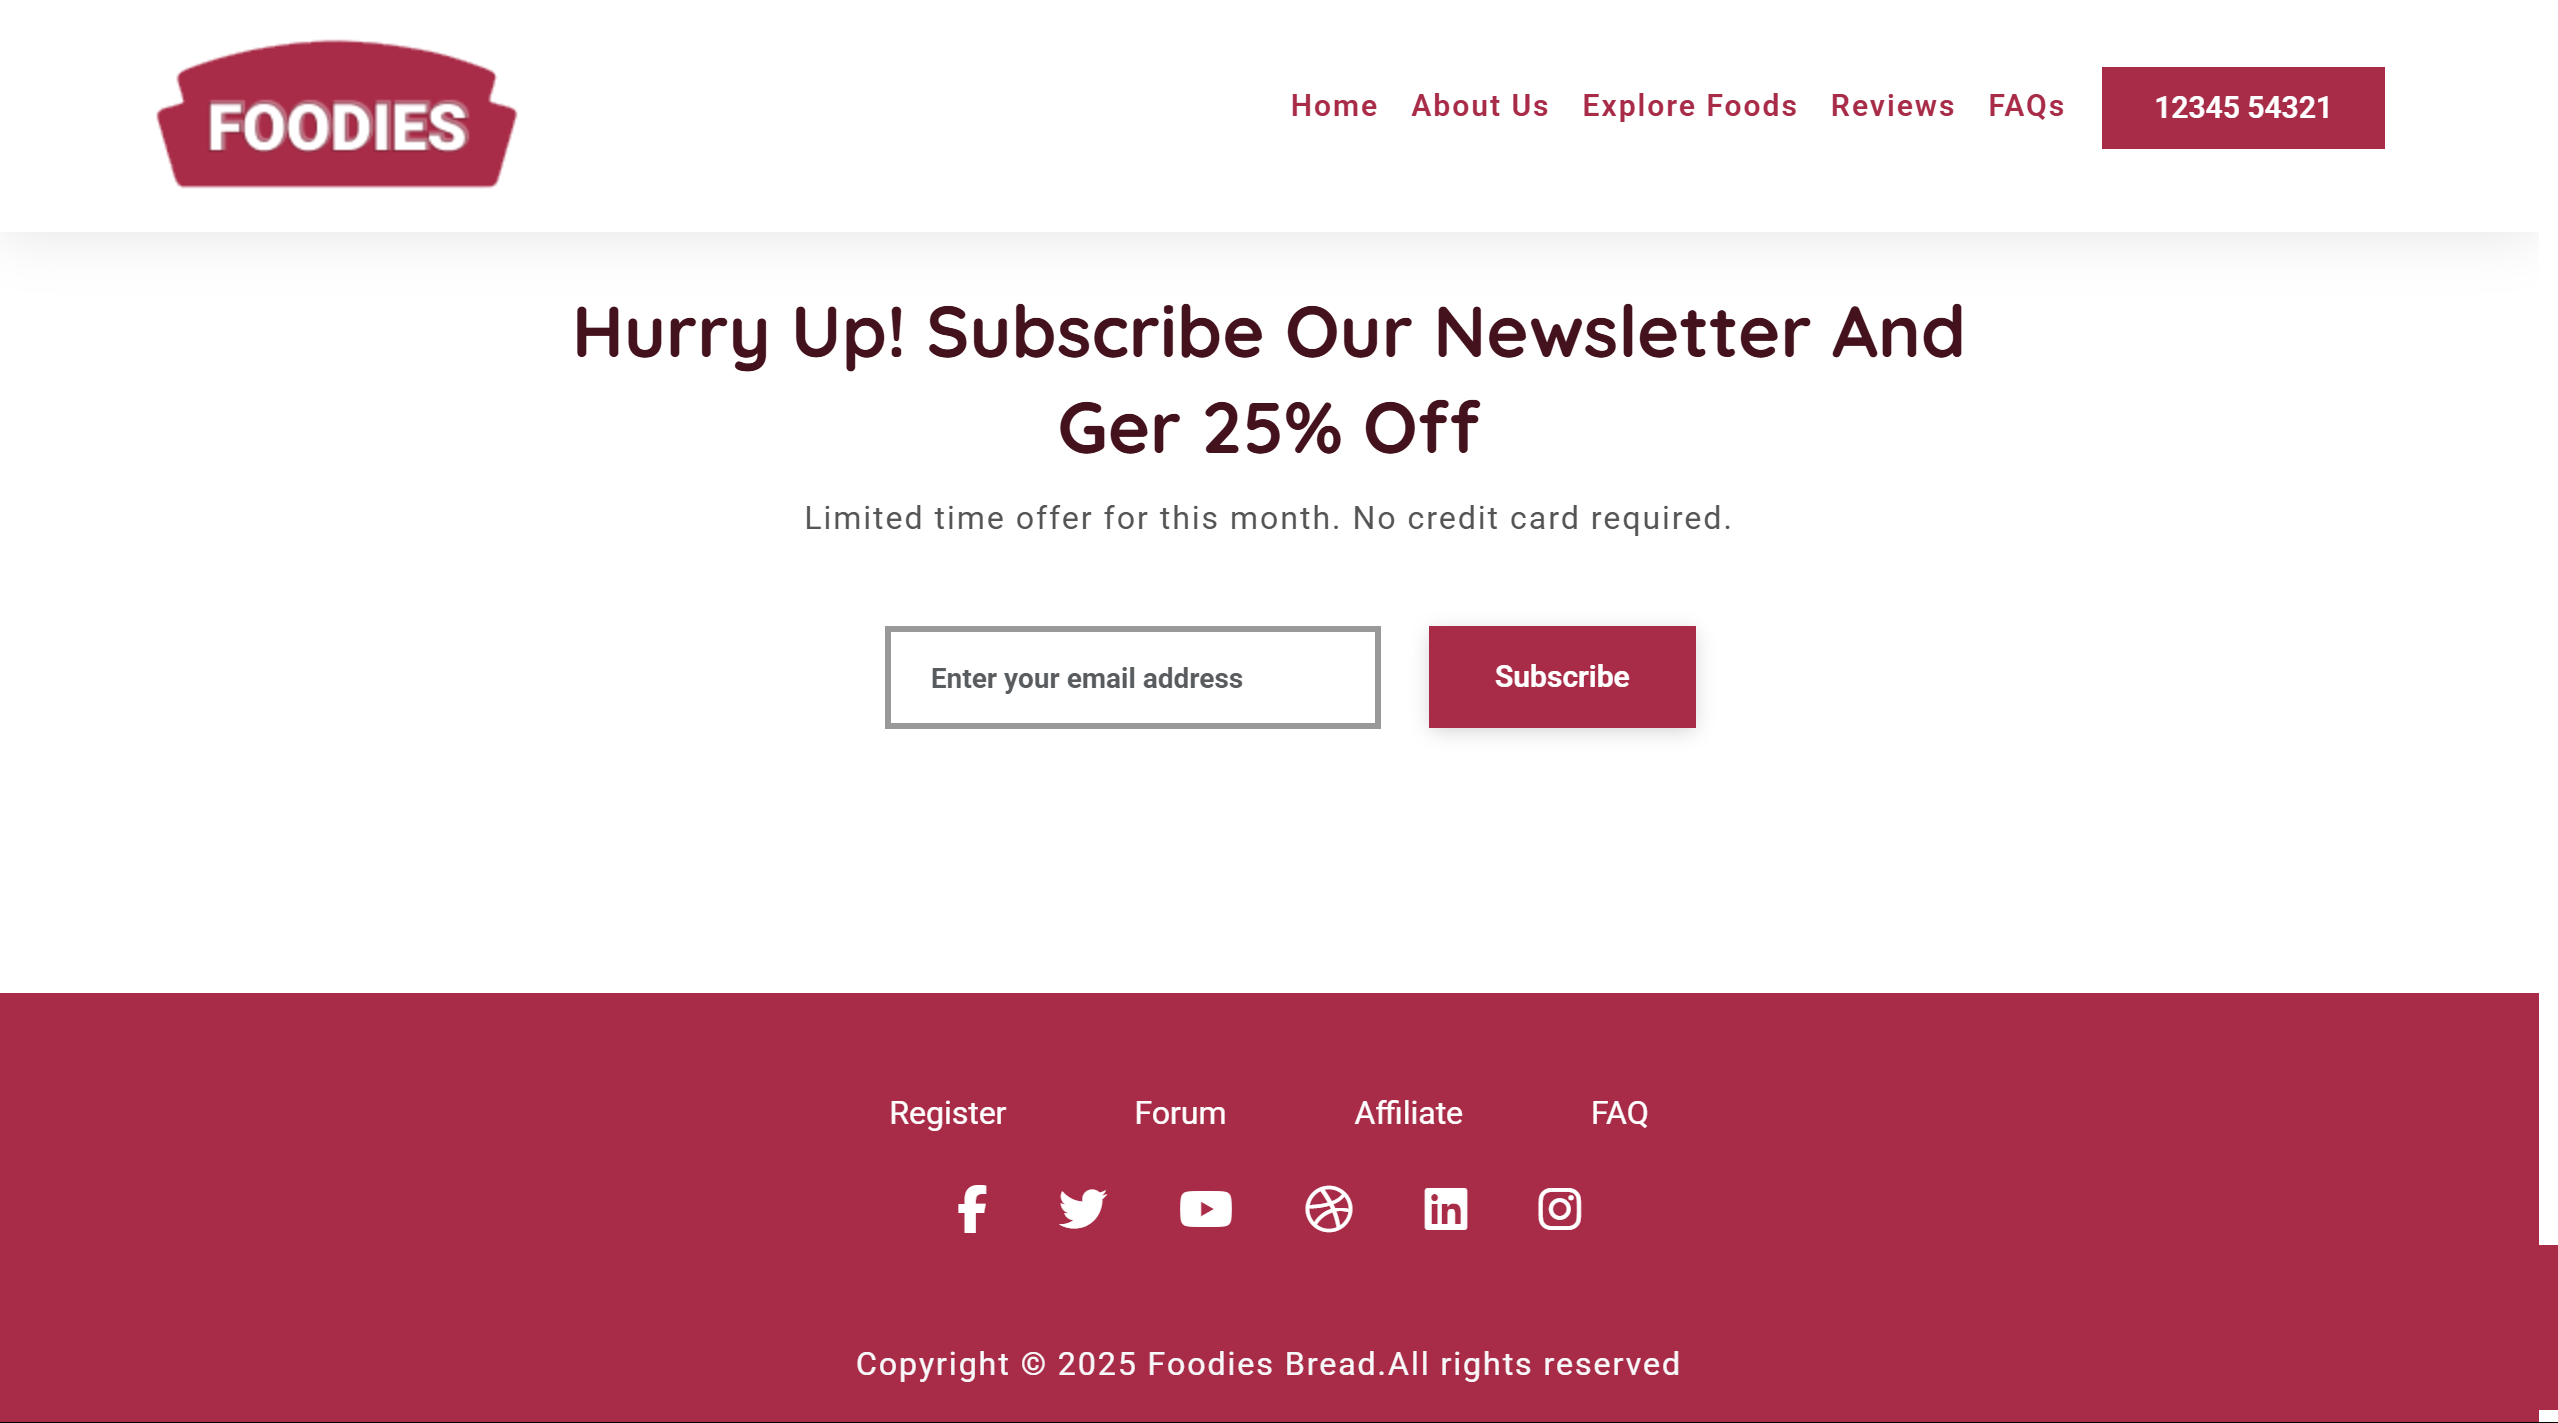 FOODIES
Home About Us Explore Foods Reviews FAQs 12345 54321
Hurry Up! Subscribe Our Newsletter And
Ger 25% Off
Limited time offer for this month. No credit card required.
Enter your email address Subscribe
Register Forum Affiliate FAQ
Copyright © 2025 Foodies Bread.All rights reserved